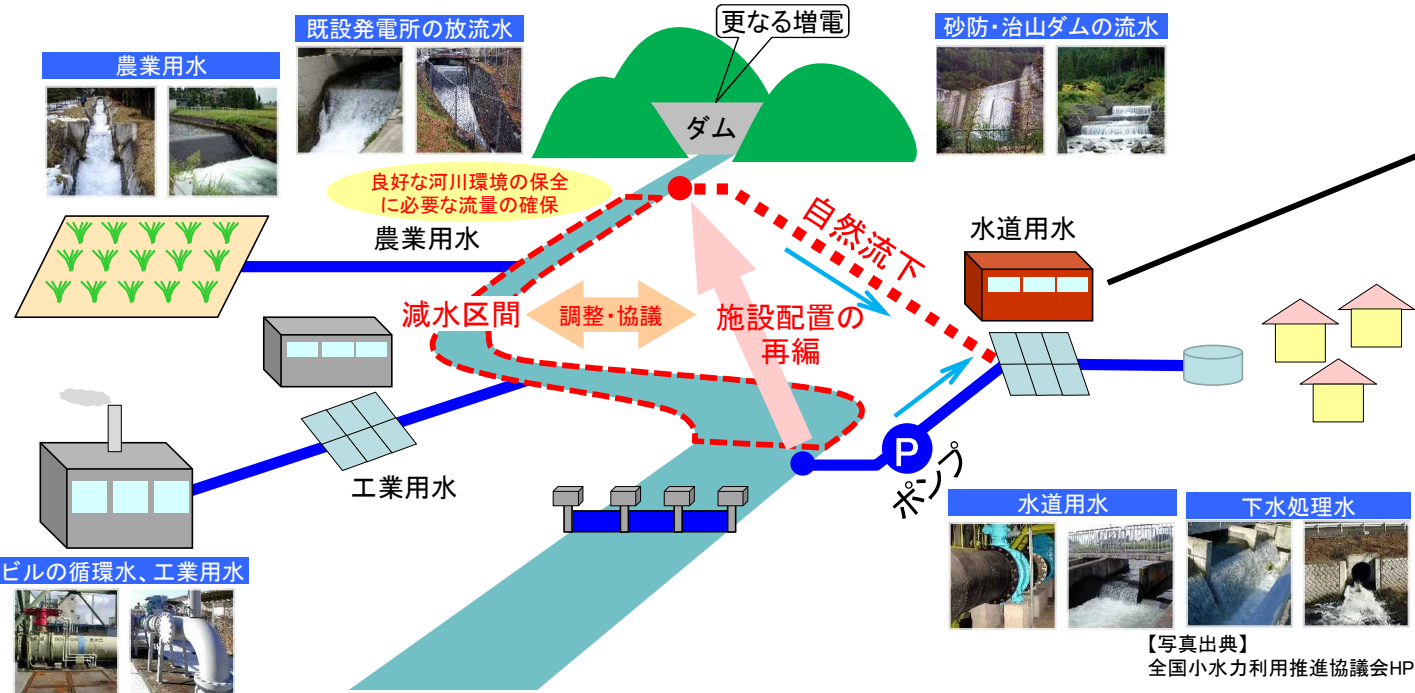 更なる増電
既設発電所の放流水
砂防・治山ダムの流水
農業用水
ダム
良好な河川環境の保全
に必要な流量の確保
農業用水
自然流下
水道用水
減水区間
調整・協議
施設配置の
再編
P
ポンプ
工業用水
水道用水
下水処理水
ビルの循環水、工業用水
【写真出典】
全国小水力利用推進協議会HP